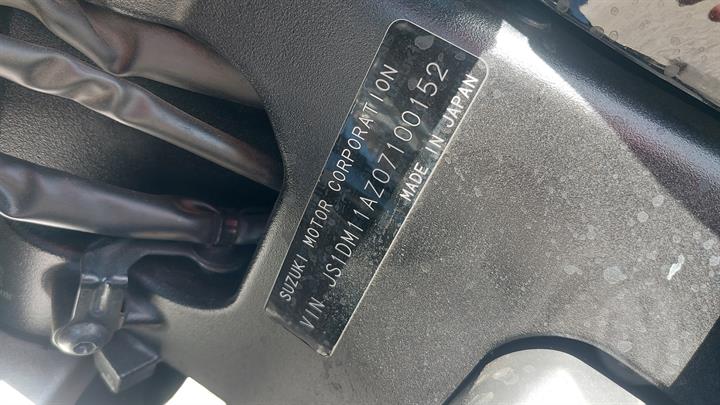 SUZUKI MOTOR CORPORATION
VIN JS1DM11AZ07100152
MADE IN JAPAN